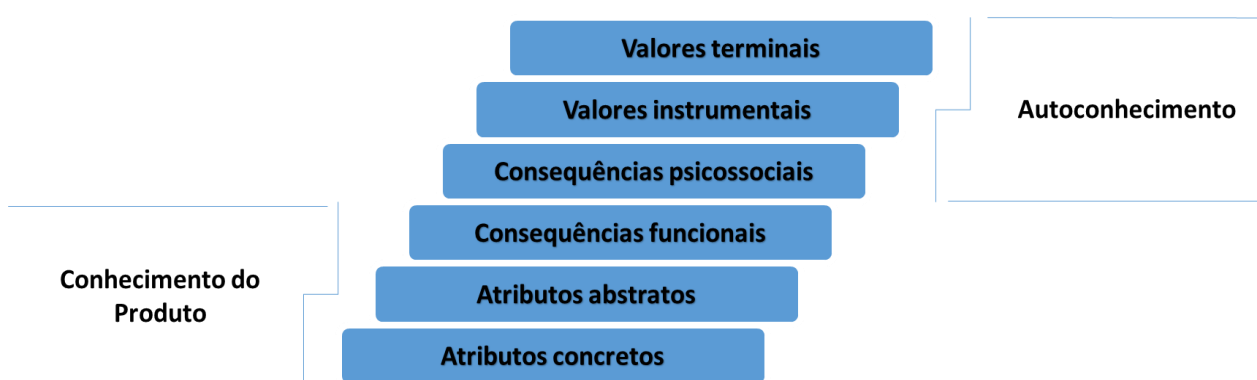 Valores terminais
Valores instrumentais
Autoconhecimento
Consequências psicossociais
Consequências funcionais
Conhecimento do
Produto
Atributos abstratos
Atributos concretos